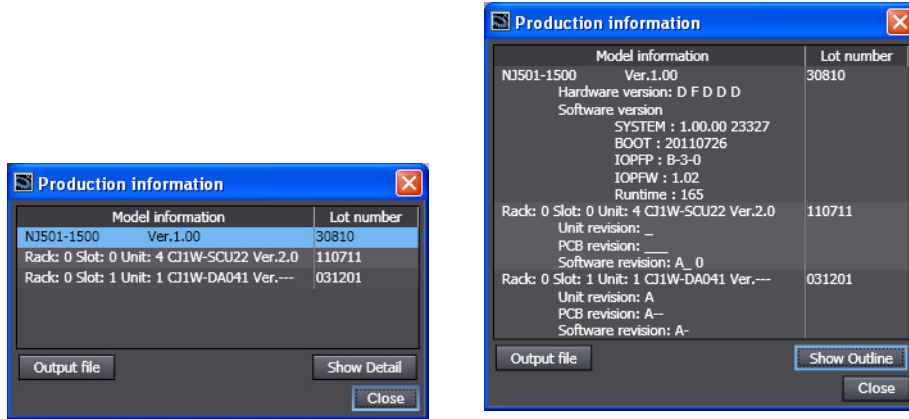 Production information
Model information Lot number
NJ501-1500 Ver.1.00 30810
Rack: 0 Slot: 0 Unit: 4 CJ1W-SCU22 Ver.2.0 110711
Rack: 0 Slot: 1 Unit: 1 CJ1W-DA041 Ver.--- 031201
Output file Show Detail
Close
Production information
Model information Lot number
NJ501-1500 Ver.1.00 30810
Hardware version: D F D D D
Software version
SYSTEM : 1.00.00 23327
BOOT : 20110726
IOPFP : B-3-0
IOPFW : 1.02
Runtime : 165
Rack: 0 Slot: 0 Unit: 4 CJ1W-SCU22 Ver.2.0 110711
Unit revision: _
PCB revision: ___
Software revision: A_ 0
Rack: 0 Slot: 1 Unit: 1 CJ1W-DA041 Ver.--- 031201
Unit revision: A
PCB revision: A--
Software revision: A-
Output file Show Outline
Close